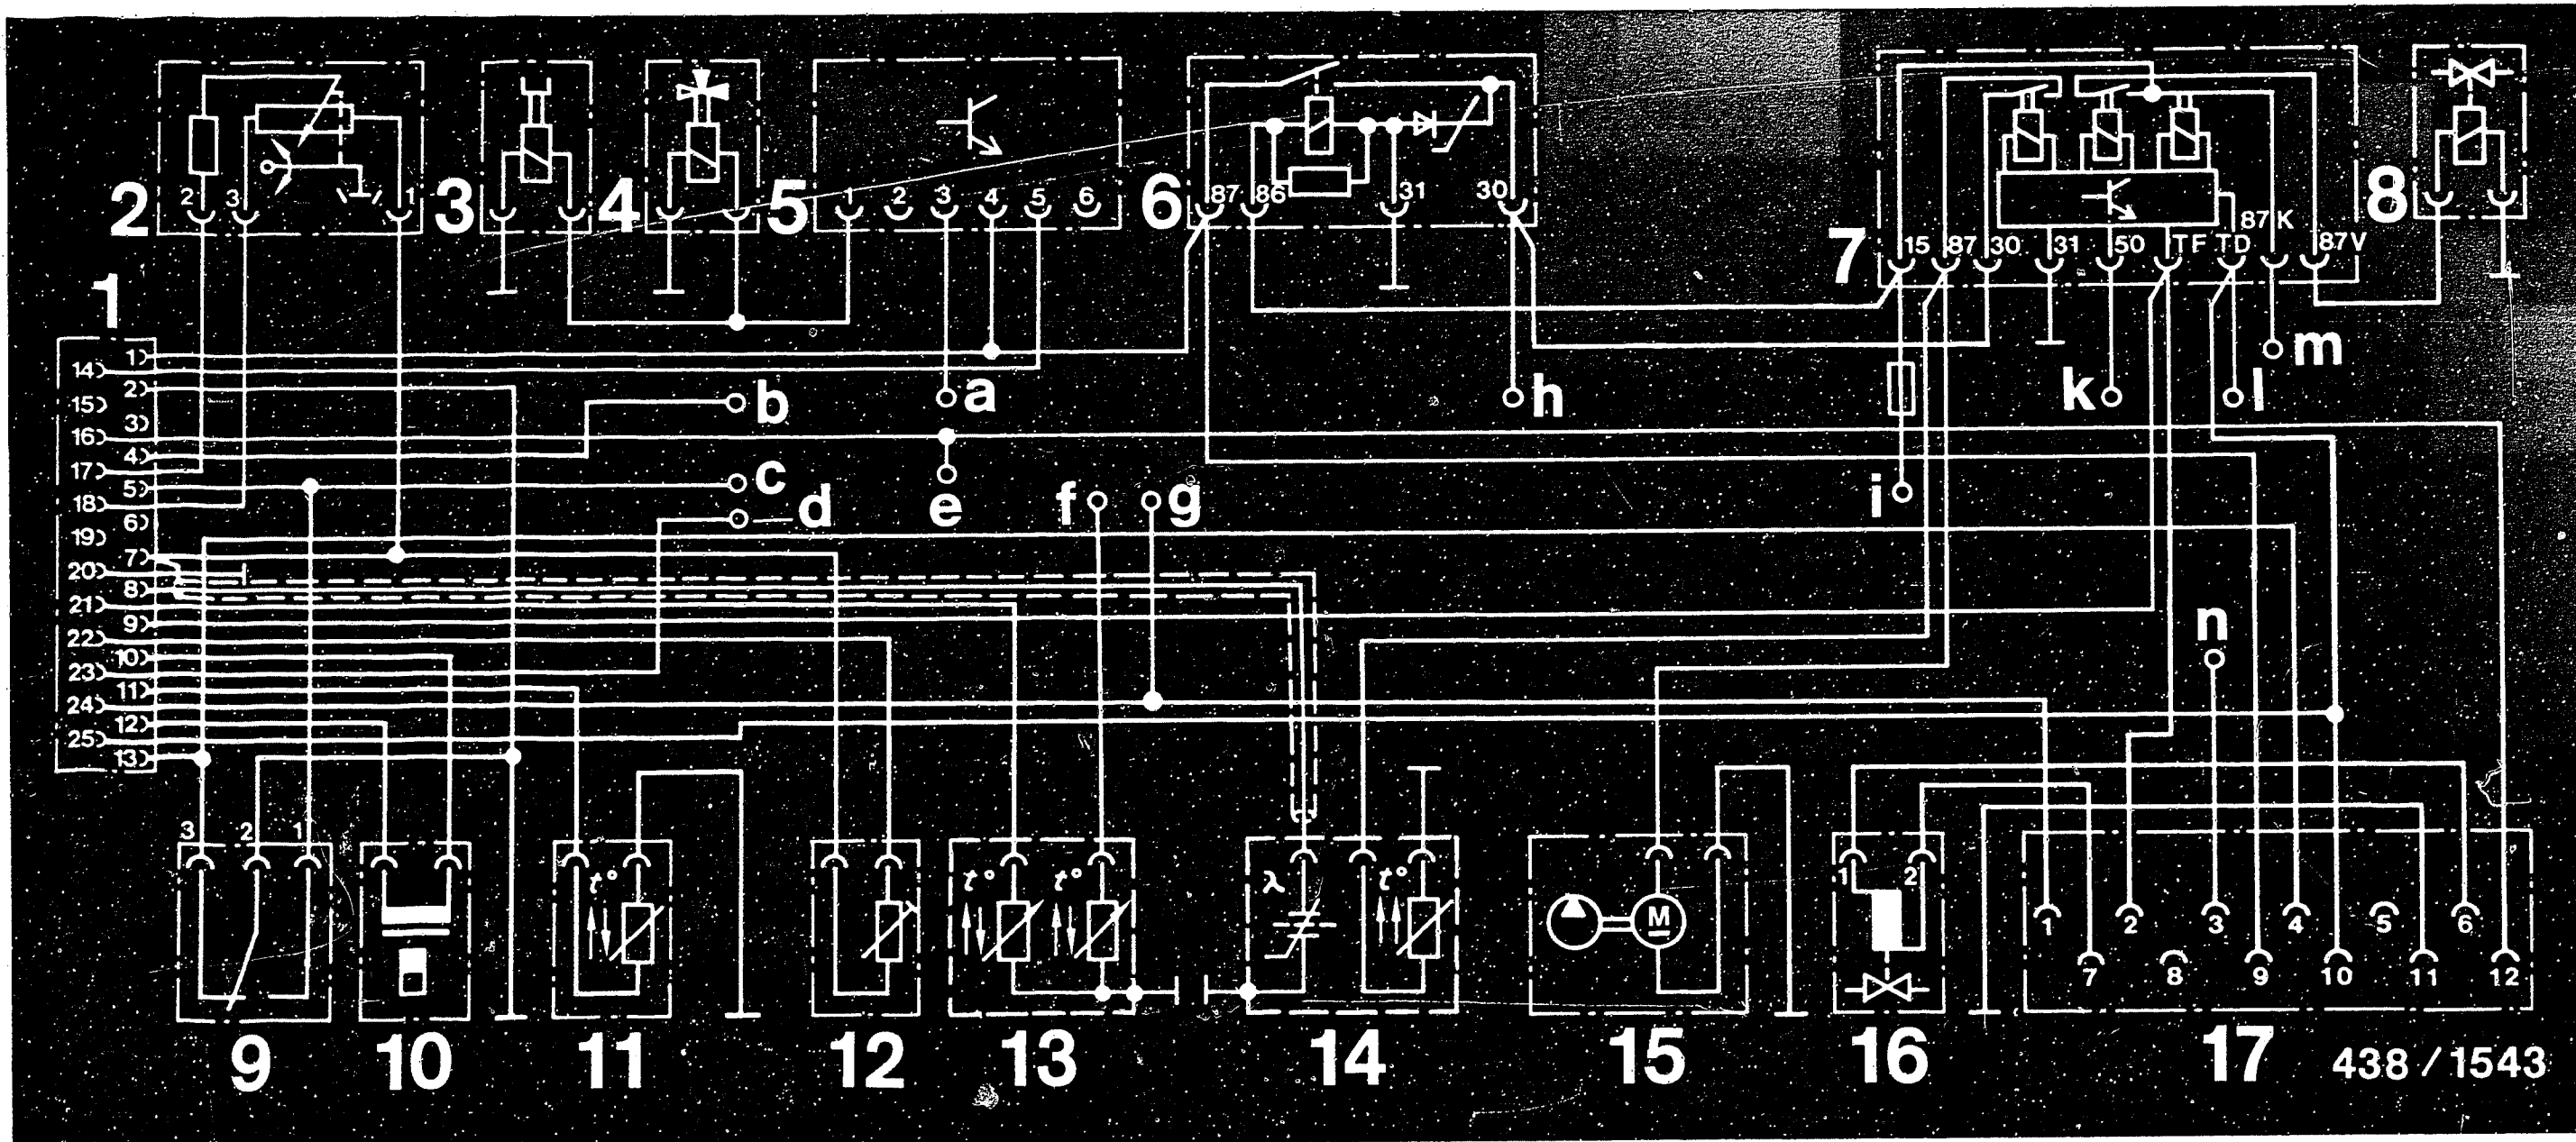 2 3 1
2
3
4
1 2 3 4 5 6
5
87 86 31 30
6
15 87 30 31 50 TF TD 87K 87V
7
8
1
1
14
2
15
3
16
4
17
5
18
6
19
7
20
8
21
9
22
10
23
11
24
12
25
13
a
b
c
d
e
f
g
h
i
k
l
m
n
3 2 1
9
10
t°
11
12
t° t°
13
λ t°
14
M
15
1 2
16
1 2 3 4 5 6
7 8 9 10 11 12
17
438/1543